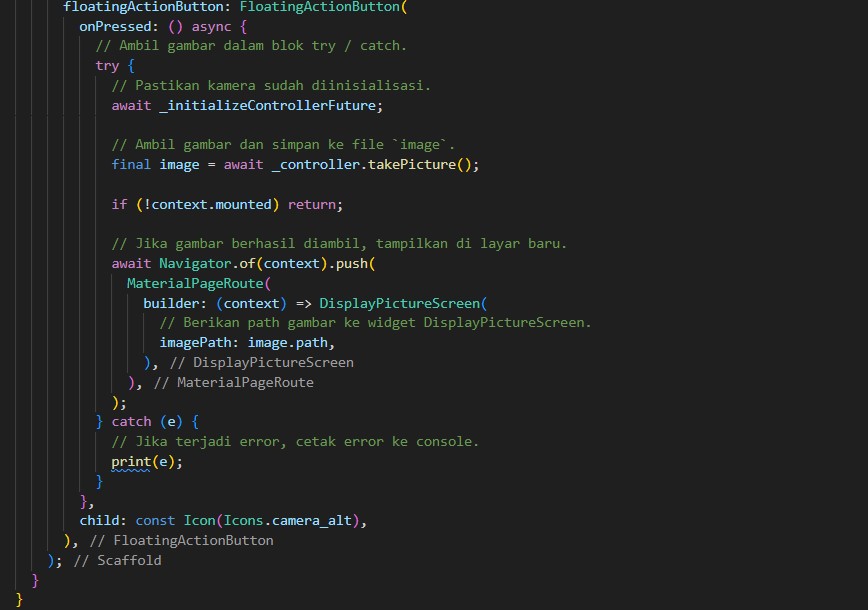 floatingActionButton: FloatingActionButton(
onPressed: () async {
// Ambil gambar dalam blok try / catch.
try {
// Pastikan kamera sudah diinisialisasi.
await _initializeControllerFuture;
// Ambil gambar dan simpan ke file `image`.
final image = await _controller.takePicture();
if (!context.mounted) return;
// Jika gambar berhasil diambil, tampilkan di layar baru.
await Navigator.of(context).push(
MaterialPageRoute(
builder: (context) => DisplayPictureScreen(
// Berikan path gambar ke widget DisplayPictureScreen.
imagePath: image.path,
), // DisplayPictureScreen
), // MaterialPageRoute
);
} catch (e) {
// Jika terjadi error, cetak error ke console.
print(e);
}
},
child: const Icon(Icons.camera_alt),
), // FloatingActionButton
); // Scaffold
}
}